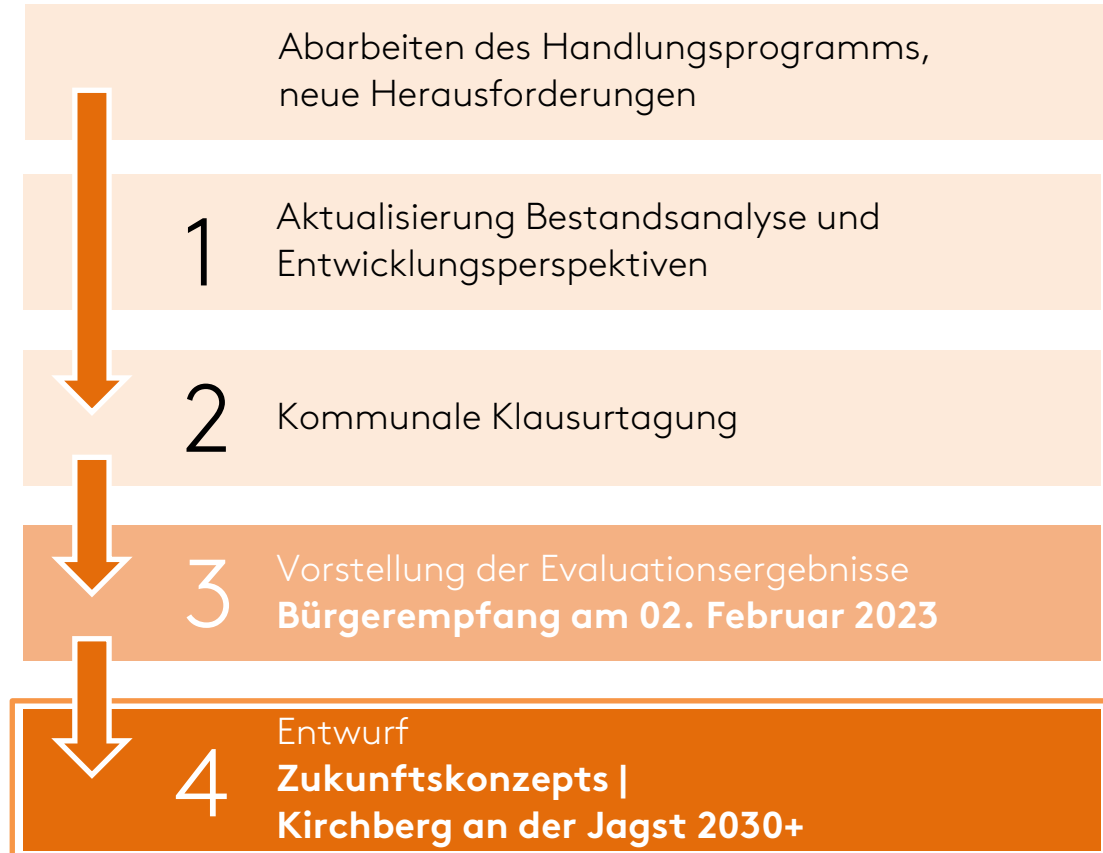 Abarbeiten des Handlungsprogramms,
neue Herausforderungen
1
Aktualisierung Bestandsanalyse und
Entwicklungsperspektiven
2
Kommunale Klausurtagung
3
Vorstellung der Evaluationsergebnisse
Bürgerempfang am 02. Februar 2023
4
Entwurf
Zukunftskonzepts |
Kirchberg an der Jagst 2030+